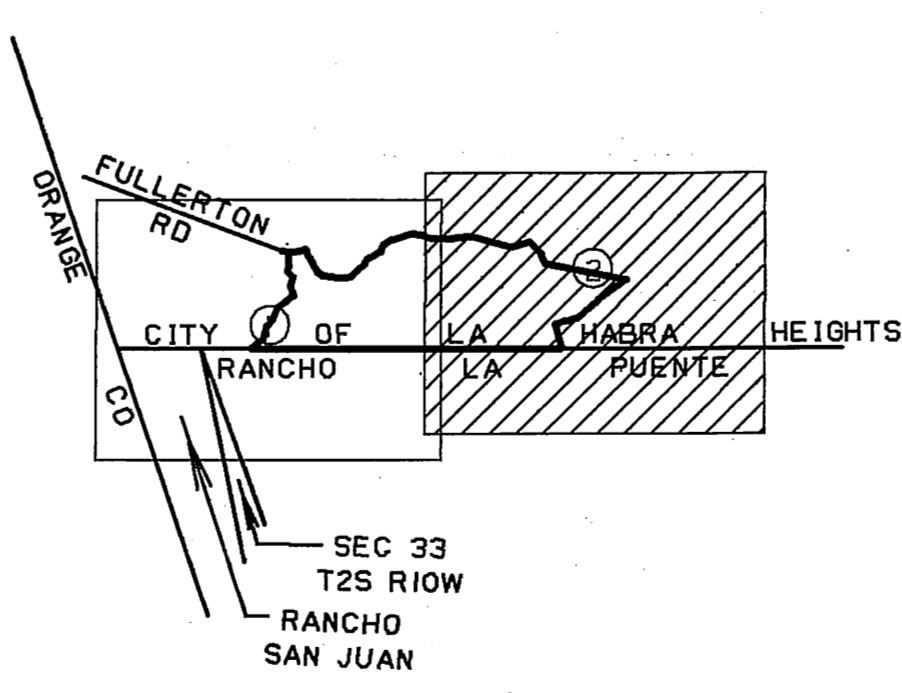 FULLERTON
RD
ORANGE
CO
2
CITY OF LA HABRA HEIGHTS
RANCHO LA PUENTE
SEC 33
T2S R10W
RANCHO
SAN JUAN